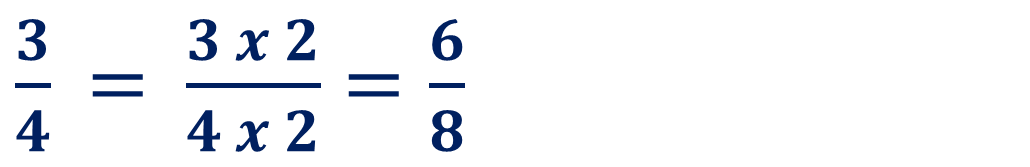 3/4 = 3 x 2/4 x 2 = 6/8